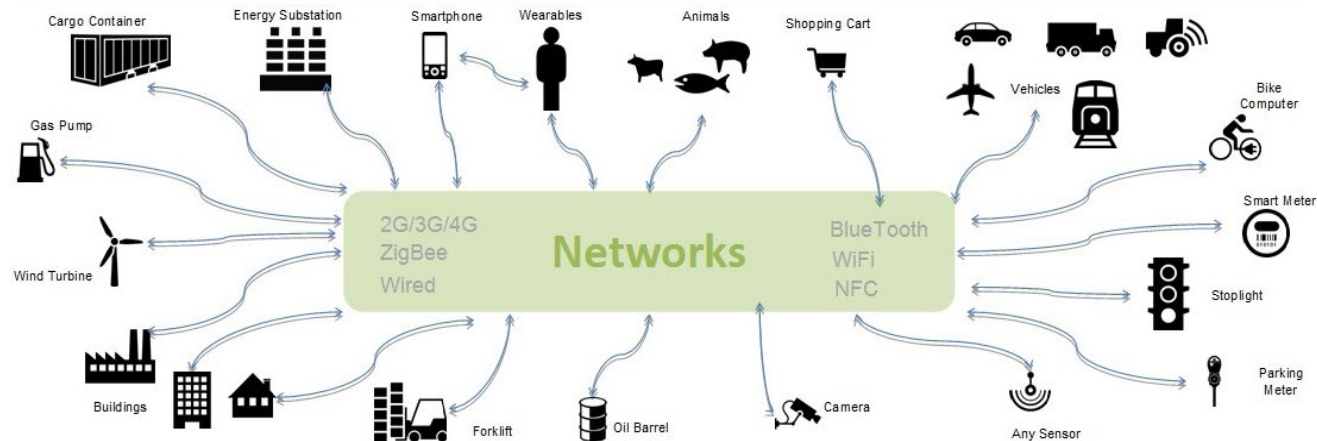 Cargo Container
Energy Substation
Smartphone
Wearables
Animals
Shopping Cart
Vehicles
Bike
Computer
Gas Pump
Smart Meter
010101
Wind Turbine
2G/3G/4G
ZigBee
Wired
Networks
BlueTooth
WiFi
NFC
Stoplight
Buildings
Forklift
Oil Barrel
Camera
Any Sensor
Parking
Meter